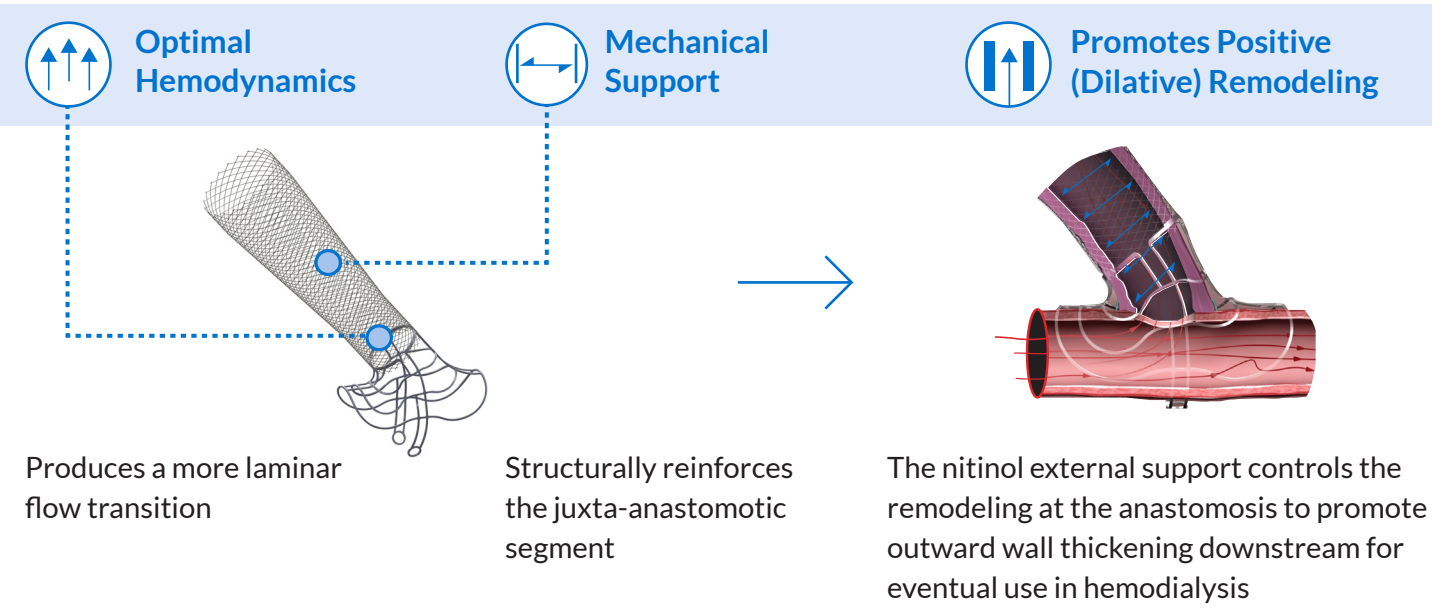 Optimal
Hemodynamics
Mechanical
Support
Promotes Positive
(Dilative) Remodeling
Produces a more laminar
flow transition
Structurally reinforces
the juxta-anastomotic
segment
The nitinol external support controls the
remodeling at the anastomosis to promote
outward wall thickening downstream for
eventual use in hemodialysis